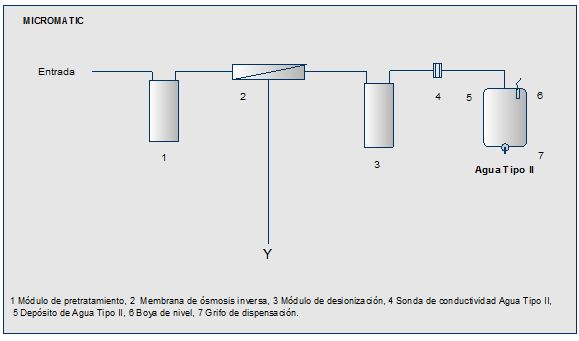 MICROMATIC
Entrada
1
2
3
4
5
6
7
Agua Tipo II
Y
1 Módulo de pretratamiento, 2 Membrana de ósmosis inversa, 3 Módulo de desionización, 4 Sonda de conductividad Agua Tipo II,
5 Depósito de Agua Tipo II, 6 Boya de nivel, 7 Grifo de dispensación.